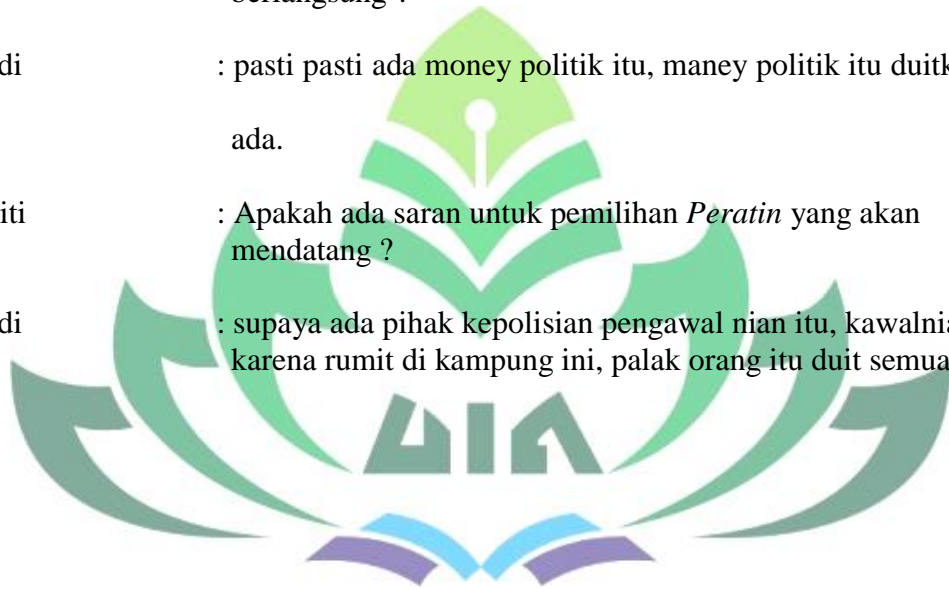 berlangsung ?
di : pasti pasti ada money politik itu, maney politik itu duitk
ada.
iti : Apakah ada saran untuk pemilihan Peratin yang akan
mendatang ?
di : supaya ada pihak kepolisian pengawal nian itu, kawalnia
karena rumit di kampung ini, palak orang itu duit semua
UIN